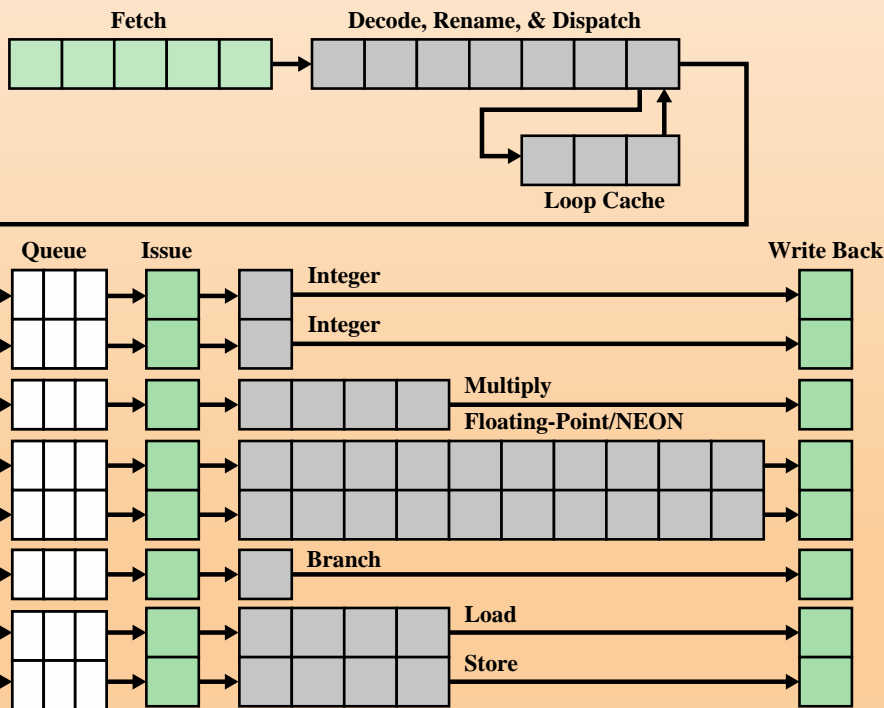 Fetch
Decode, Rename, & Dispatch
Loop Cache
Queue
Issue
Write Back
Integer
Integer
Multiply
Floating-Point/NEON
Branch
Load
Store